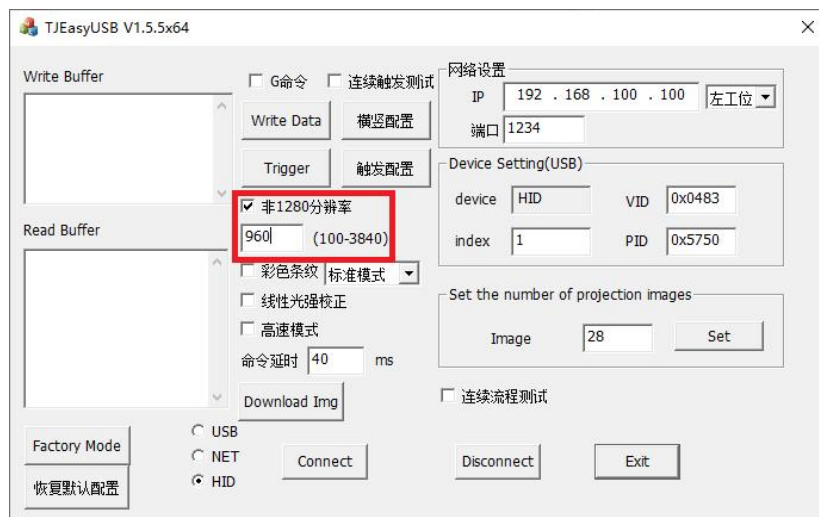 TJEasyUSB V1.5.5x64
Write Buffer
G命令 连续触发测试
Write Data 横竖配置
Trigger 触发配置
非1280分辨率
960 (100-3840)
Read Buffer
彩色条纹 标准模式
线性光强校正
高速模式
命令延时 40 ms
Download Img
网络设置
IP 192 . 168 . 100 . 100 左工位
端口 1234
Device Setting(USB)
device HID VID 0x0483
index 1 PID 0x5750
Set the number of projection images
Image 28 Set
连续流程测试
Factory Mode
恢复默认配置
USB
NET
HID
Connect
Disconnect
Exit